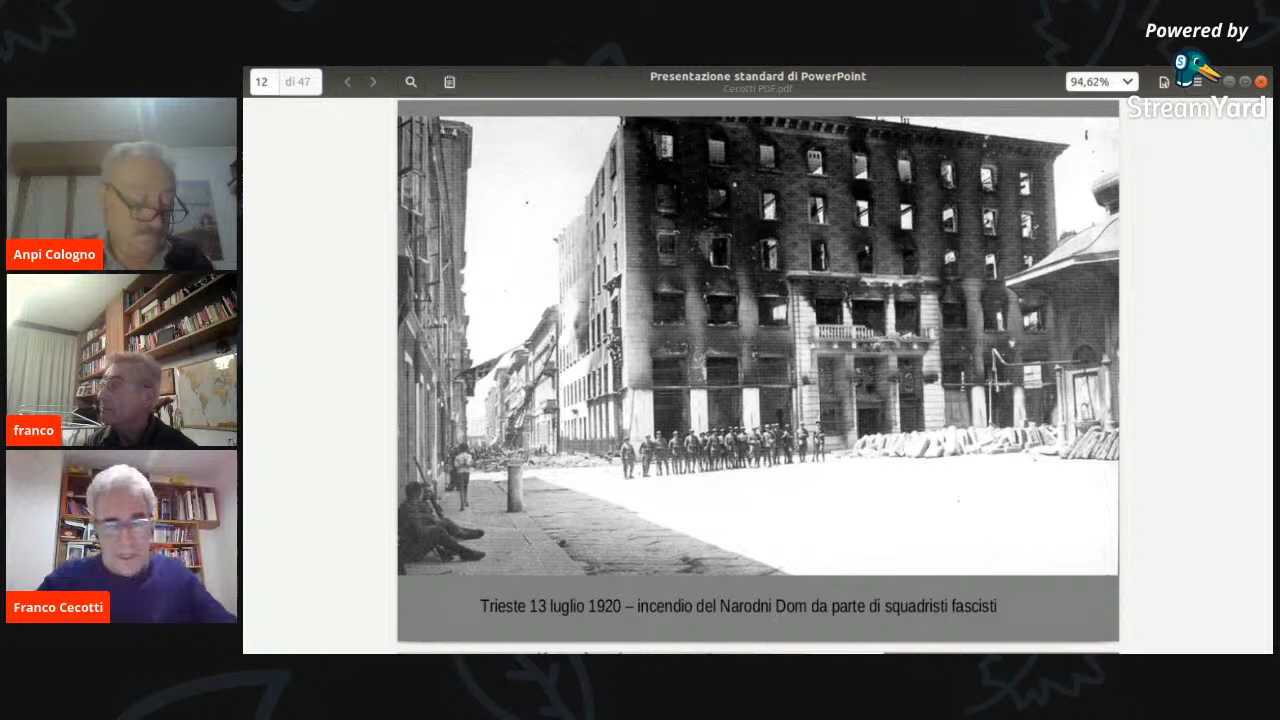 Powered by
StreamYard
12 di 47
Presentazione standard di PowerPoint
Cecotti PDF.pdf
94,62%
Anpi Cologno
franco
Franco Cecotti
Trieste 13 luglio 1920 – incendio del Narodni Dom da parte di squadristi fascisti